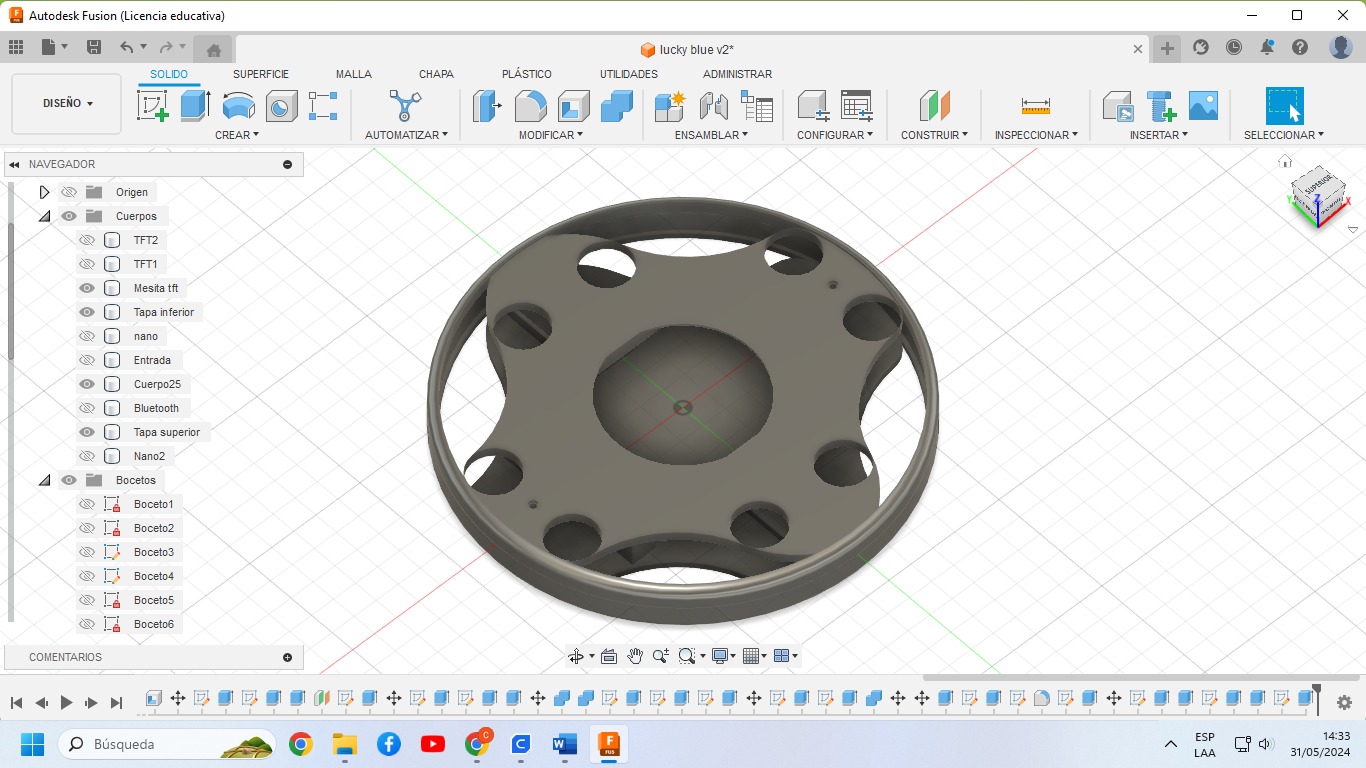 Autodesk Fusion (Licencia educativa)
lucky blue v2*
SOLIDO SUPERFICIE MALLA CHAPA PLÁSTICO UTILIDADES ADMINISTRAR
DISEÑO
CREAR AUTOMATIZAR MODIFICAR ENSAMBLAR CONFIGURAR CONSTRUIR INSPECCIONAR INSERTAR SELECCIONAR
NAVEGADOR
Origen
Cuerpos
TFT2
TFT1
Mesita tft
Tapa inferior
nano
Entrada
Cuerpo25
Bluetooth
Tapa superior
Nano2
Bocetos
Boceto1
Boceto2
Boceto3
Boceto4
Boceto5
Boceto6
SUPERIOR
Z
X
Y
COMENTARIOS
Búsqueda
C
F
FUS
ESP
LAA
14:33
31/05/2024